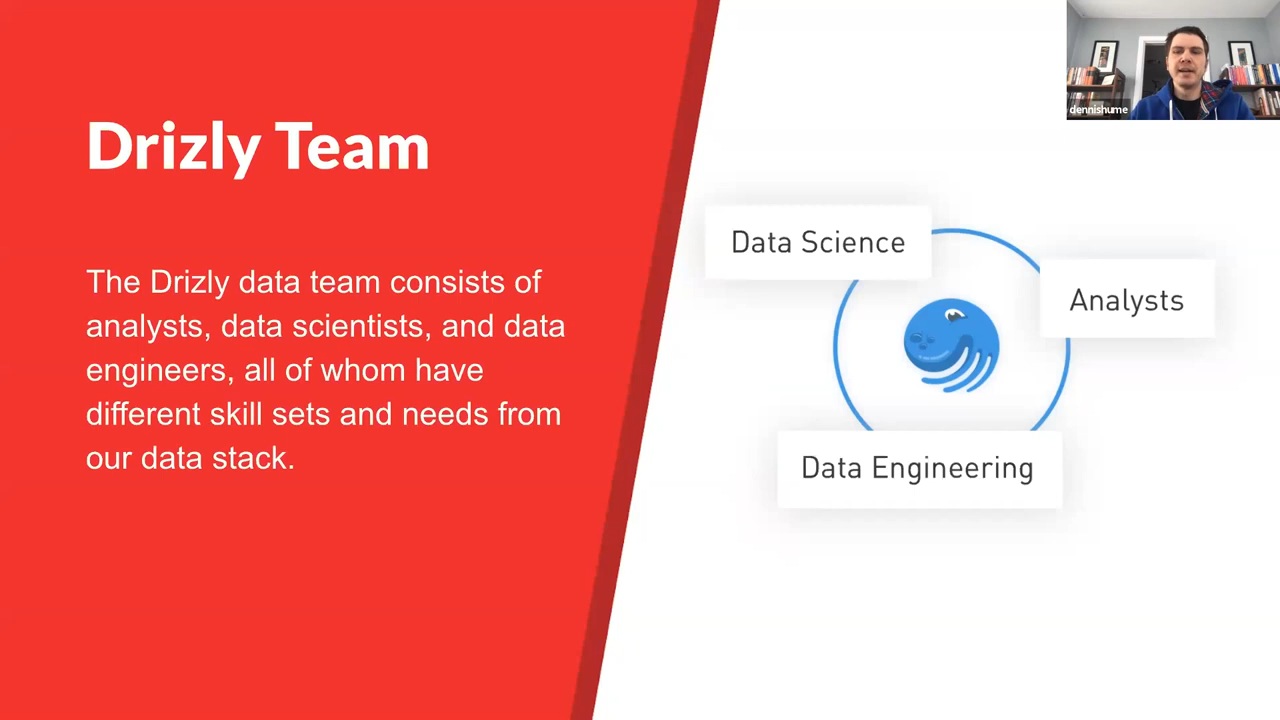 Drizly Team
The Drizly data team consists of
analysts, data scientists, and data
engineers, all of whom have
different skill sets and needs from
our data stack.
Data Science
Analysts
Data Engineering
dennishume